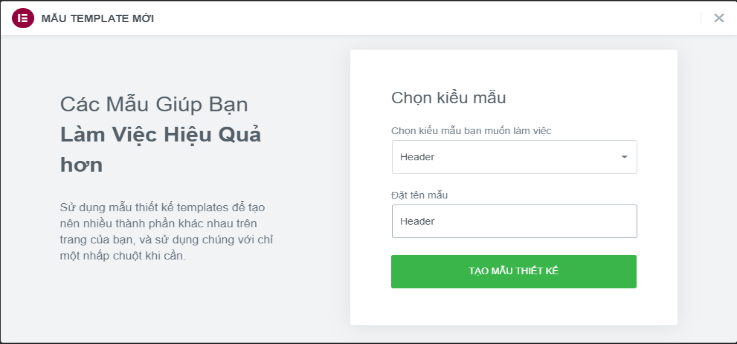 MẪU TEMPLATE MỚI
Các Mẫu Giúp Bạn
Làm Việc Hiệu Quả
hơn
Sử dụng mẫu thiết kế templates để tạo
nên nhiều thành phần khác nhau trên
trang của bạn, và sử dụng chúng với chỉ
một nhấp chuột khi cần.
Chọn kiểu mẫu
Chọn kiểu mẫu bạn muốn làm việc
Header
Đặt tên mẫu
Header
TẠO MẪU THIẾT KẾ